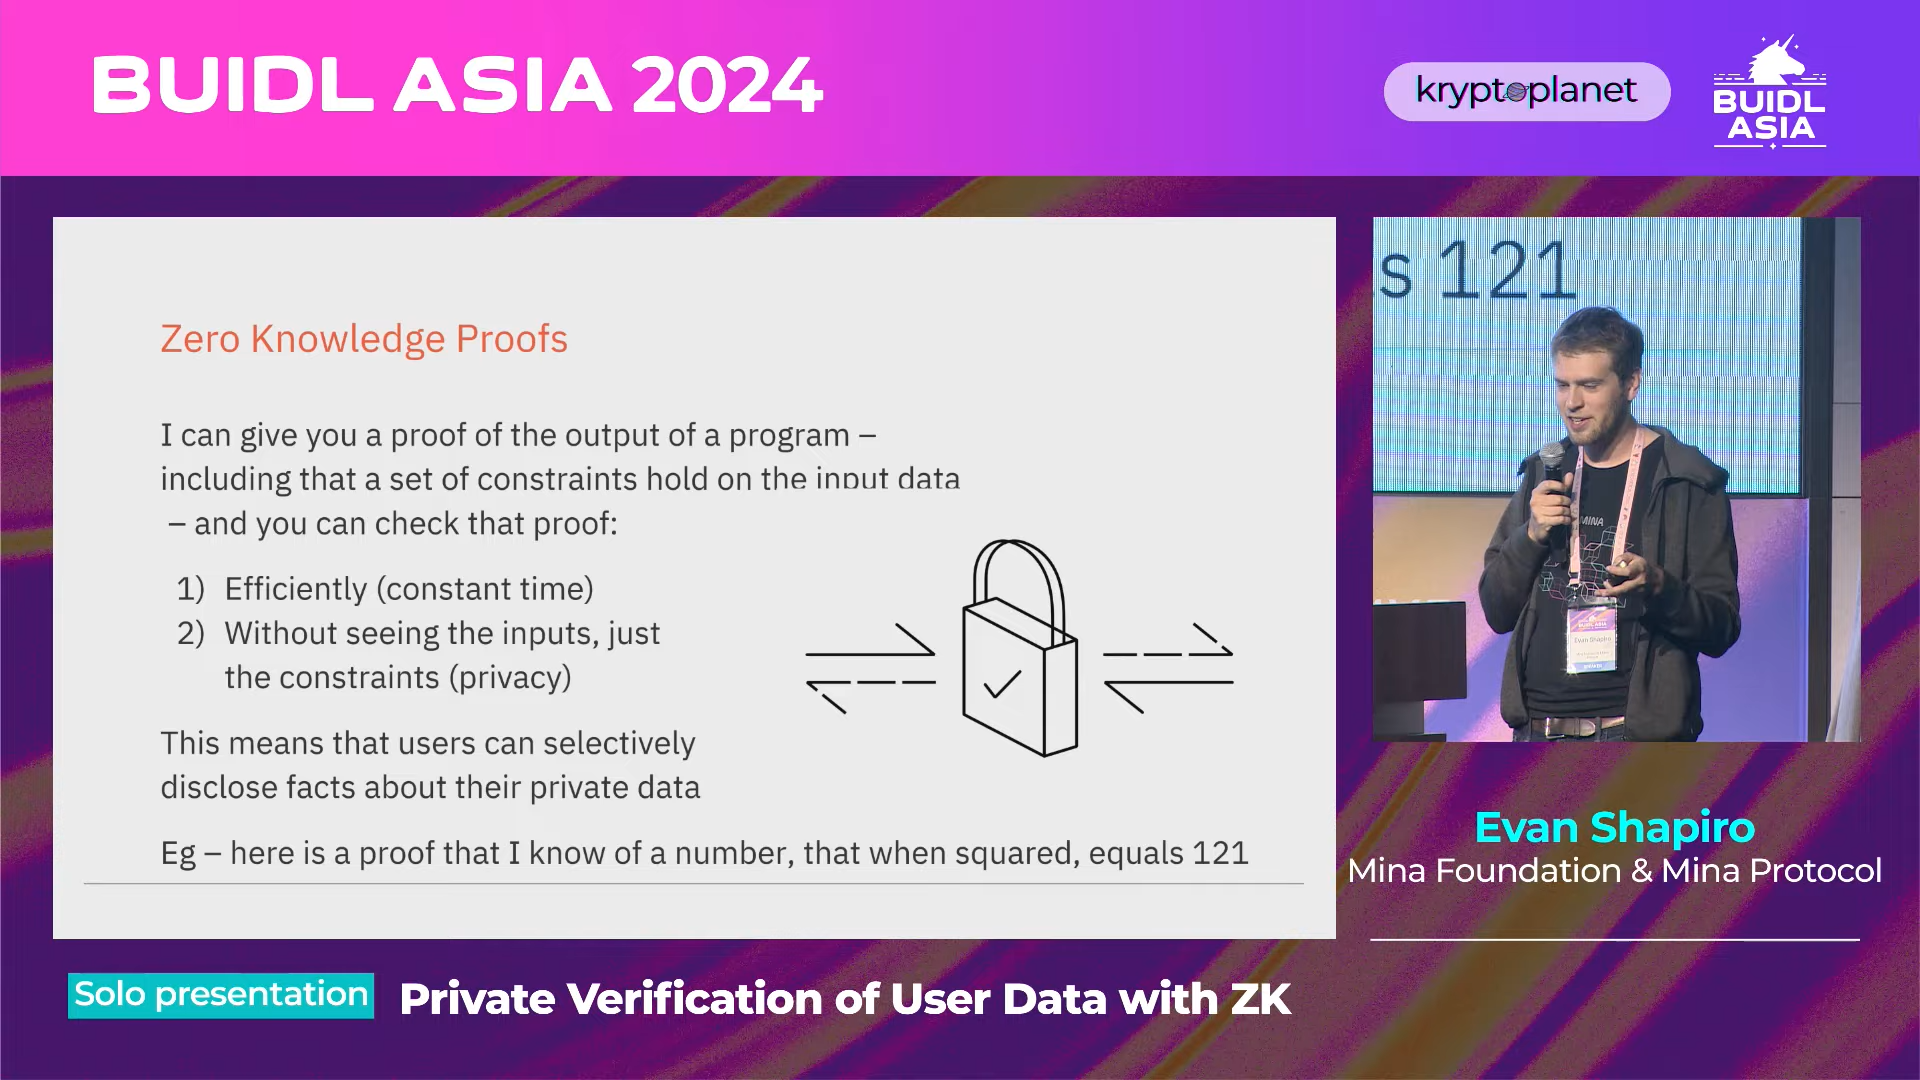 BUIDL ASIA 2024
kryptoplanet
BUIDL
ASIA
Zero Knowledge Proofs
I can give you a proof of the output of a program –
including that a set of constraints hold on the input data
– and you can check that proof:
1) Efficiently (constant time)
2) Without seeing the inputs, just
the constraints (privacy)
This means that users can selectively
disclose facts about their private data
Eg – here is a proof that I know of a number, that when squared, equals 121
s 121
MINA
Evan Shapiro
Evan Shapiro
Mina Foundation & Mina Protocol
Solo presentation
Private Verification of User Data with ZK